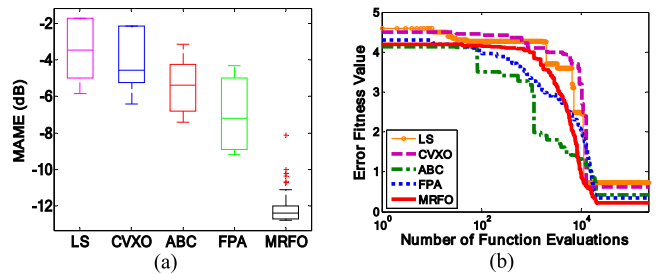 MAME (dB)
-2
-4
-6
-8
-10
-12
LS CVXO ABC FPA MRFO
(a)
Error Fitness Value
5
4
3
2
1
0
LS
CVXO
ABC
FPA
MRFO
10^0 10^2 10^4
Number of Function Evaluations
(b)